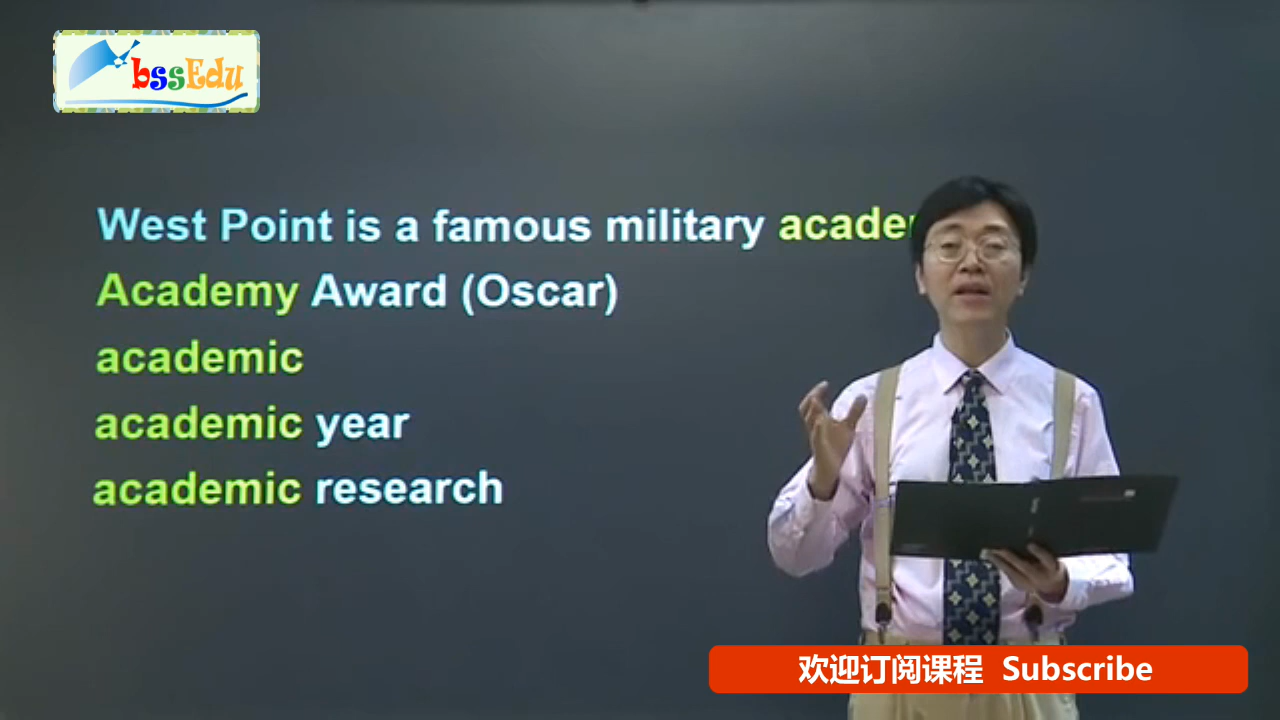 bssEdu
West Point is a famous military
Academy Award (Oscar)
academic
academic year
academic research
欢迎订阅课程 Subscribe